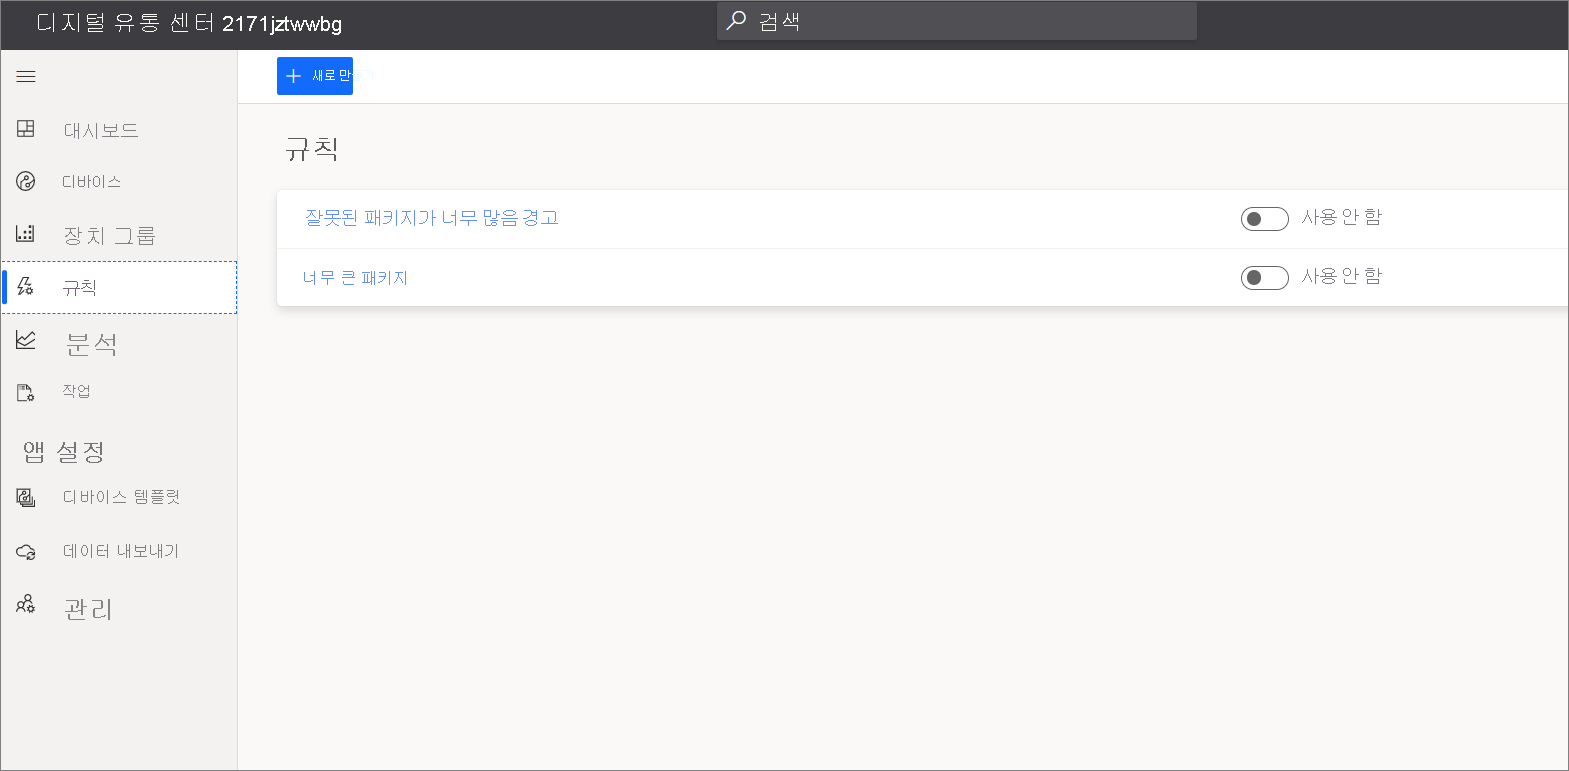 디지털 유통 센터 2171jztwwbg
검색
새로 만
대시보드
디바이스
장치 그룹
규칙
분석
작업
앱 설정
디바이스 템플릿
데이터 내보내기
관리
규칙
잘못된 패키지가 너무 많음 경고
사용 안 함
너무 큰 패키지
사용 안 함